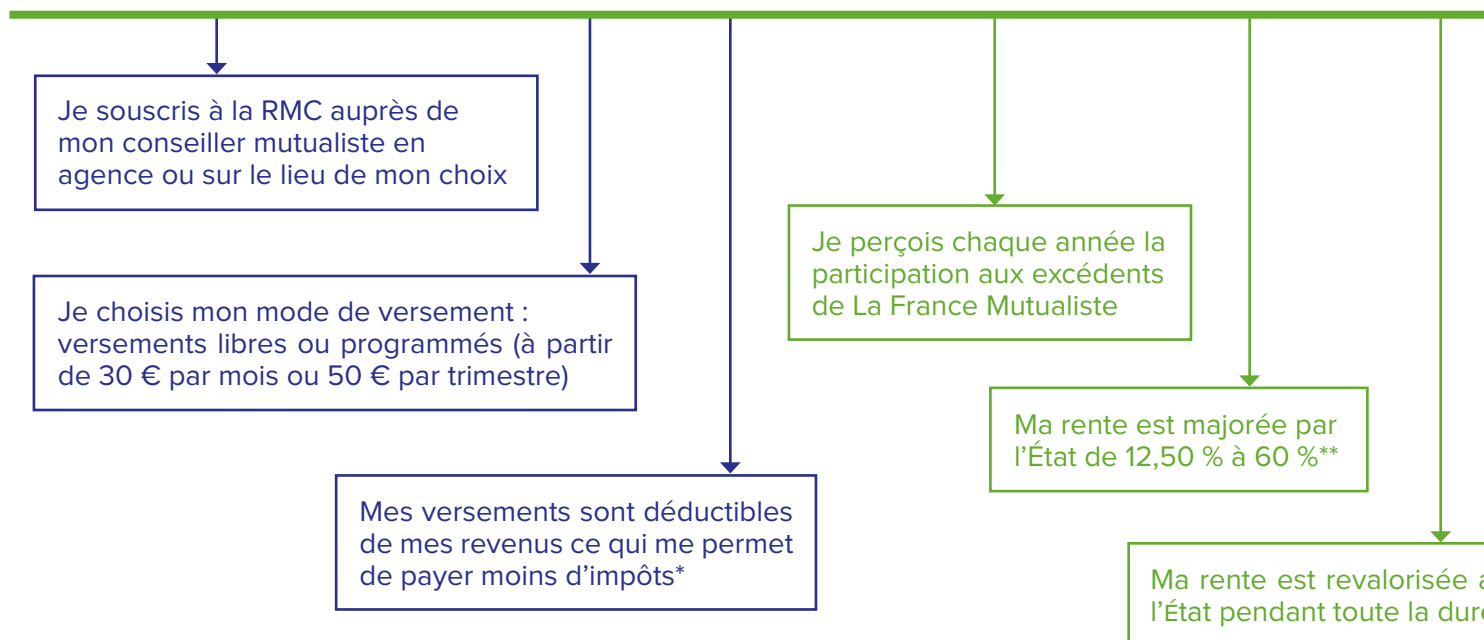 Je souscris à la RMC auprès de
mon conseiller mutualiste en
agence ou sur le lieu de mon choix
Je choisis mon mode de versement :
versements libres ou programmés (à partir
de 30 € par mois ou 50 € par trimestre)
Mes versements sont déductibles
de mes revenus ce qui me permet
de payer moins d’impôts*
Je perçois chaque année la
participation aux excédents
de La France Mutualiste
Ma rente est majorée par
l’État de 12,50 % à 60 %**
Ma rente est revalorisée
l’État pendant toute la